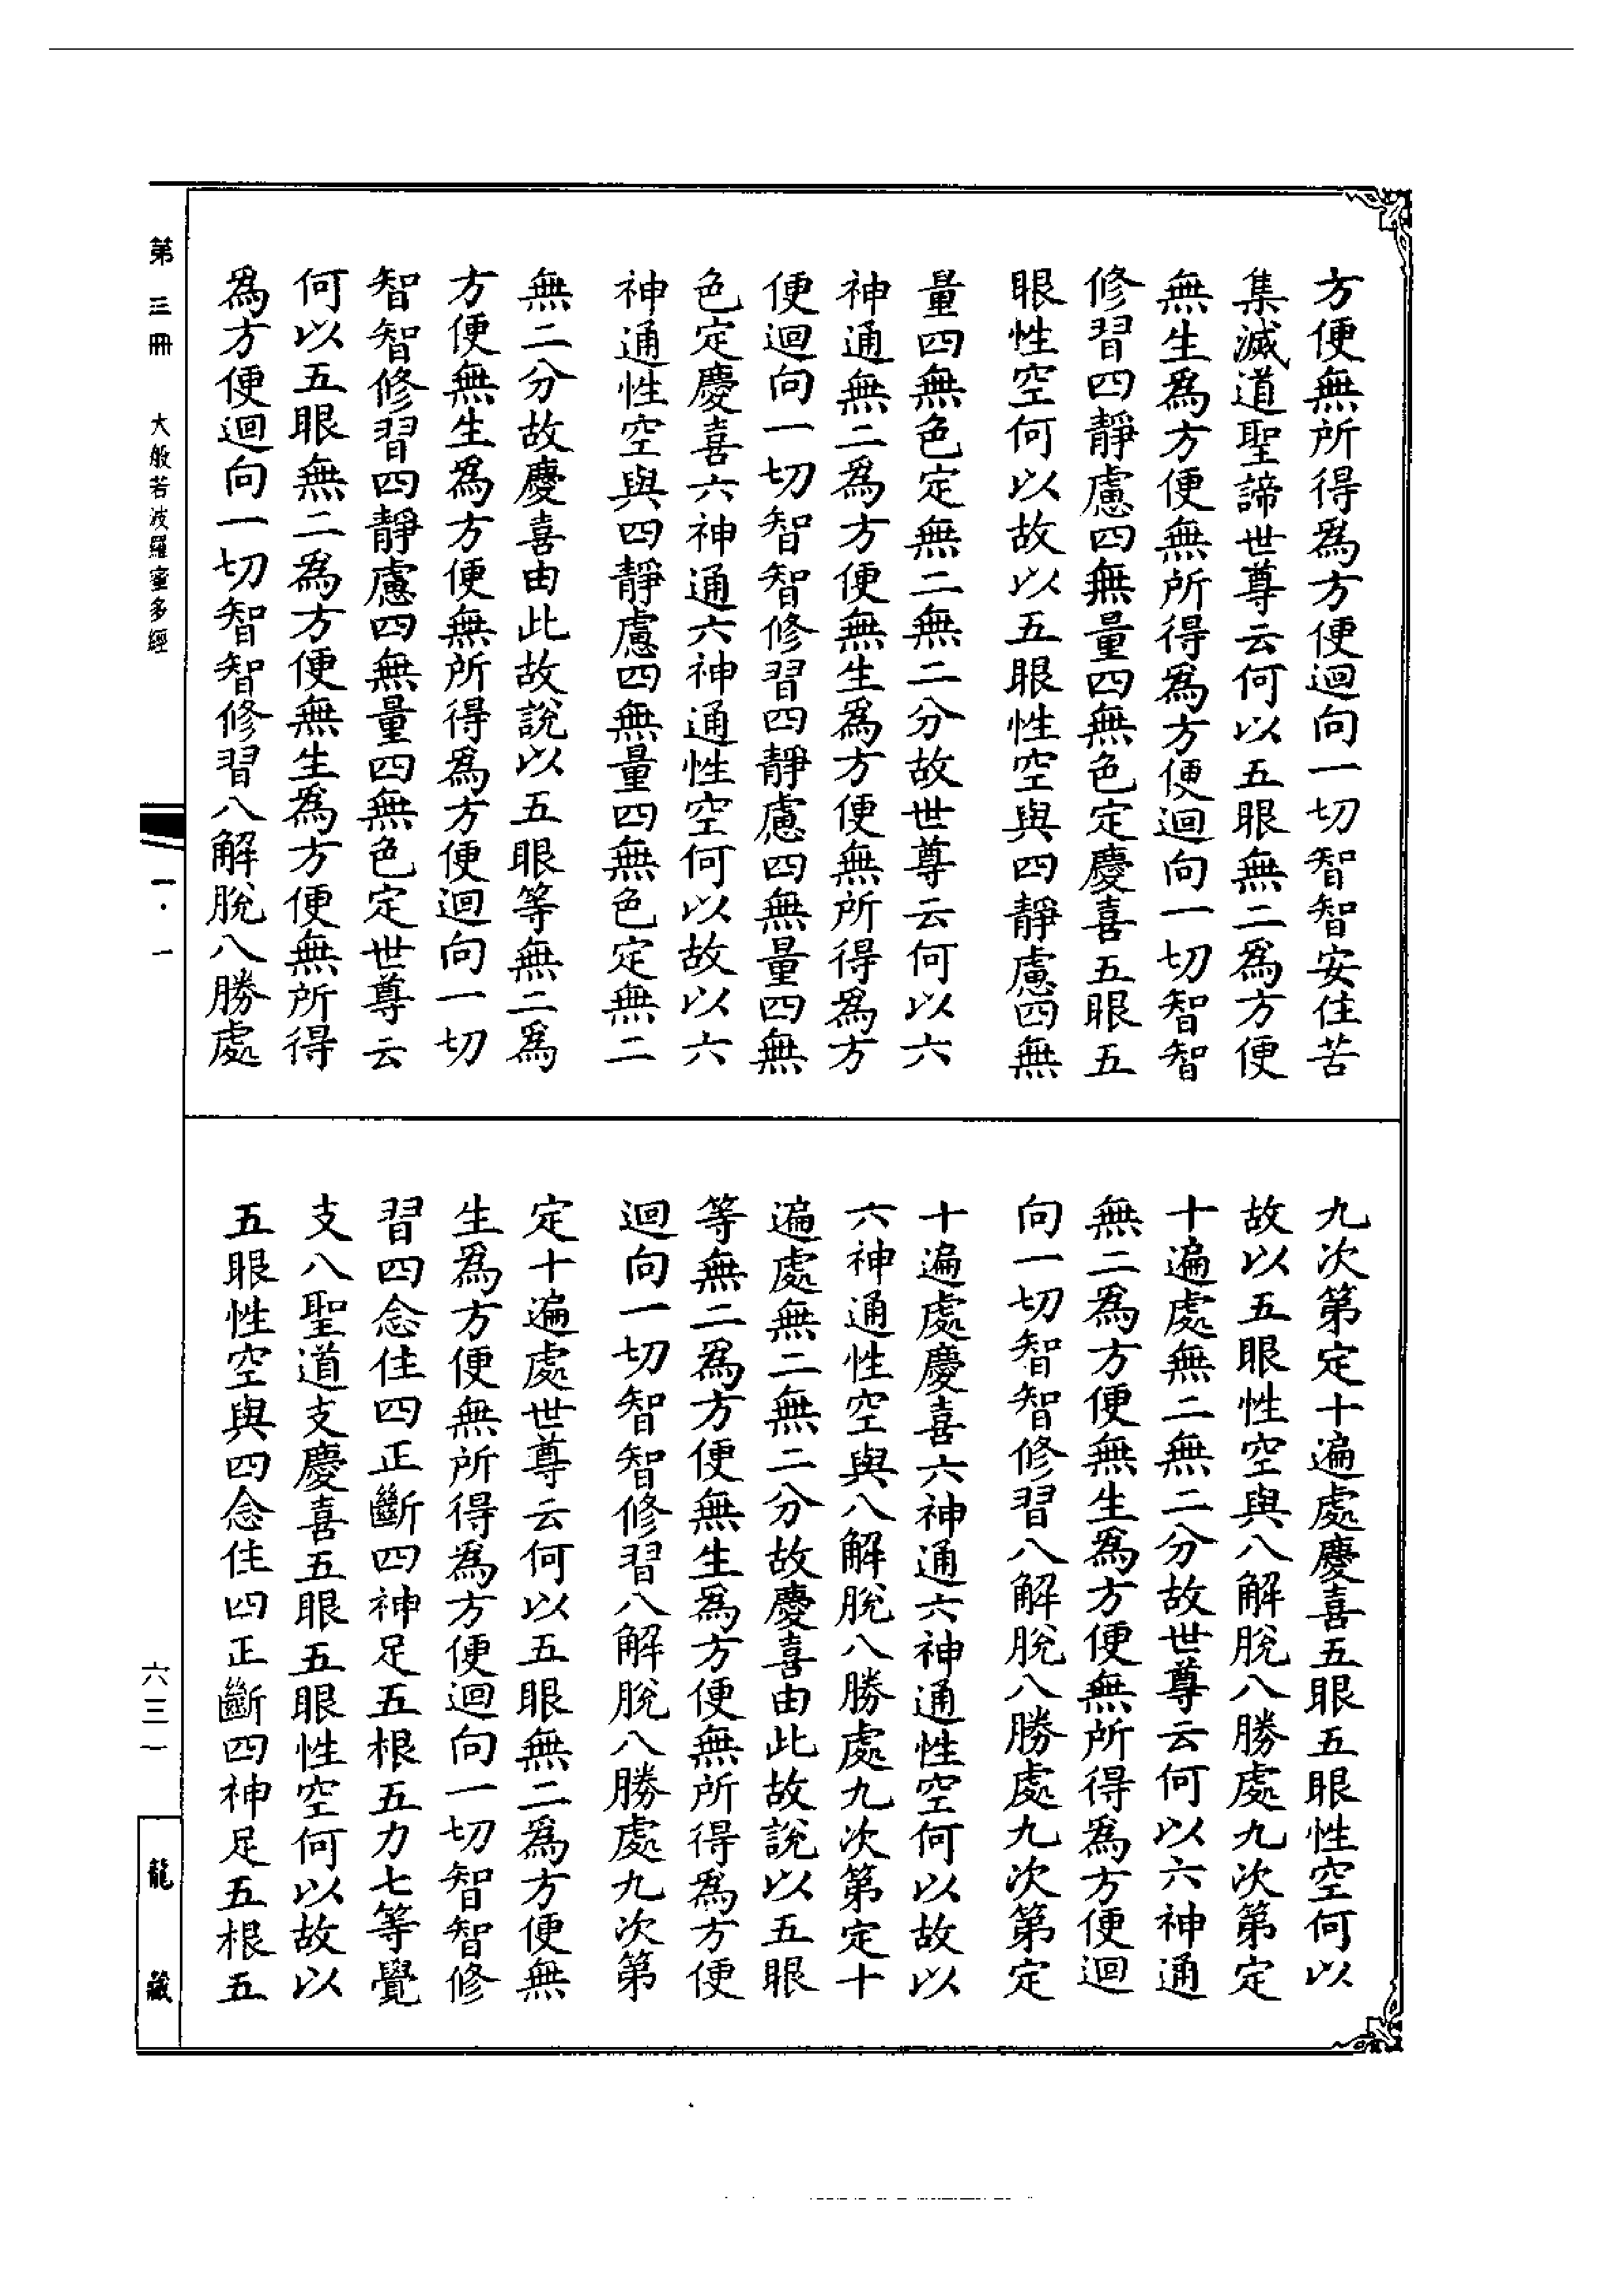 方便無所得為方便迴向一切智智安住苦
集滅道聖諦世尊云何以五眼無二為方便
無生為方便無所得為方便迴向一切智智
修習四靜慮四無量四無色定慶喜五眼五
眼性空何以故以五眼性空與四靜慮四無
量四無色定無二無二分故世尊云何以六
神通無二為方便無生為方便無所得為方
便迴向一切智智修習四靜慮四無量四無
色定慶喜六神通六神通性空何以故以六
神通性空與四靜慮四無量四無色定無二
無二分故慶喜由此故說以五眼等無二為
方便無生為方便無所得為方便迴向一切
智智修習四靜慮四無量四無色定世尊云
何以五眼無二為方便無生為方便無所得
為方便迴向一切智智修習八解脫八勝處
九次第定十遍處慶喜五眼五眼性空何以
故以五眼性空與八解脫八勝處九次第定
十遍處無二無二分故世尊云何以六神通
無二為方便無生為方便無所得為方便迴
向一切智智修習八解脫八勝處九次第定
十遍處慶喜六神通六神通性空何以故以
六神通性空與八解脫八勝處九次第定十
遍處無二無二分故慶喜由此故說以五眼
等無二為方便無生為方便無所得為方便
迴向一切智智修習八解脫八勝處九次第
定十遍處世尊云何以五眼無二為方便無
生為方便無所得為方便迴向一切智智修
習四念住四正斷四神足五根五力七等覺
支八聖道支慶喜五眼五眼性空何以故以
五眼性空與四念住四正斷四神足五根五
第三冊 大般若波羅蜜多經 一·一 六三一 龍藏